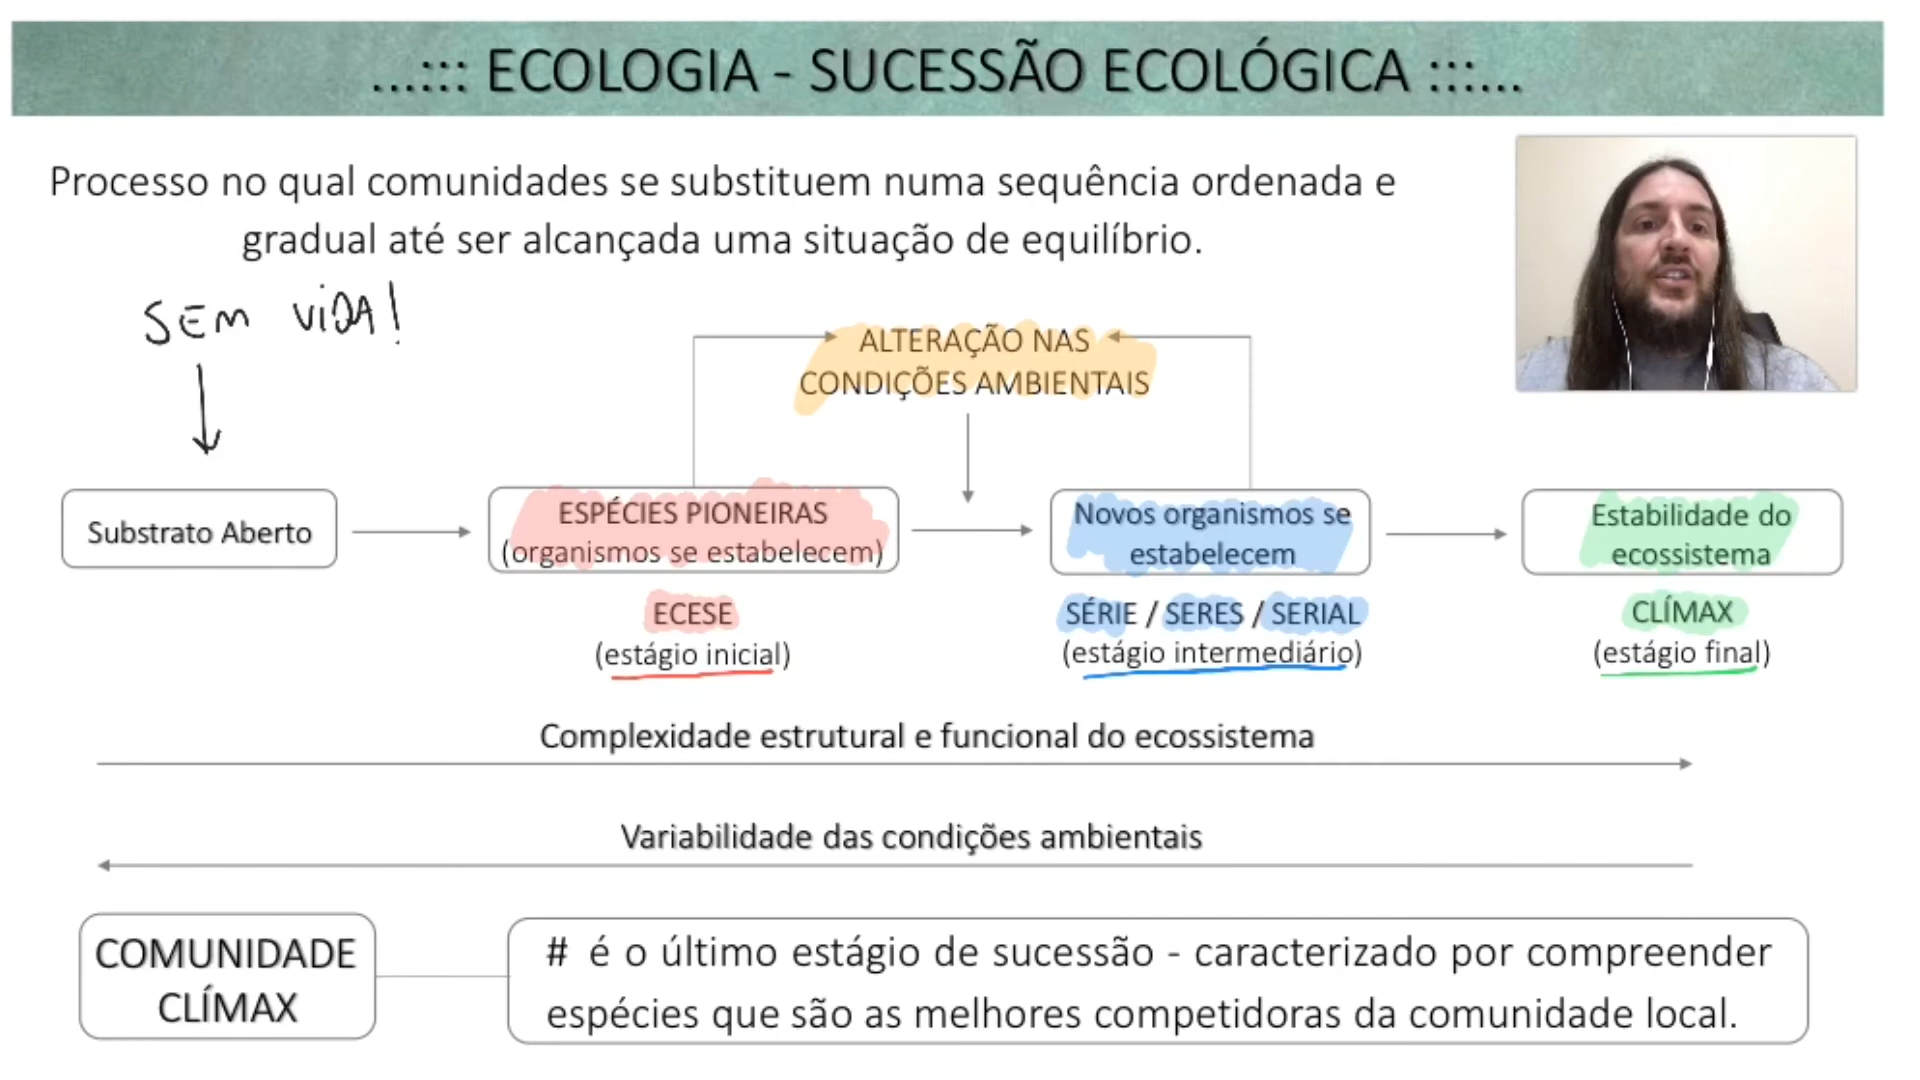 ...::: ECOLOGIA - SUCESSÃO ECOLÓGICA :::...
Processo no qual comunidades se substituem numa sequência ordenada e
gradual até ser alcançada uma situação de equilíbrio.
SEM VIDA!
ALTERAÇÃO NAS
CONDIÇÕES AMBIENTAIS
Substrato Aberto
ESPÉCIES PIONEIRAS
(organismos se estabelecem)
Novos organismos se
estabelecem
Estabilidade do
ecossistema
ECESE
(estágio inicial)
SÉRIE / SERES / SERIAL
(estágio intermediário)
CLÍMAX
(estágio final)
Complexidade estrutural e funcional do ecossistema
Variabilidade das condições ambientais
COMUNIDADE
CLÍMAX
# é o último estágio de sucessão - caracterizado por compreender
espécies que são as melhores competidoras da comunidade local.